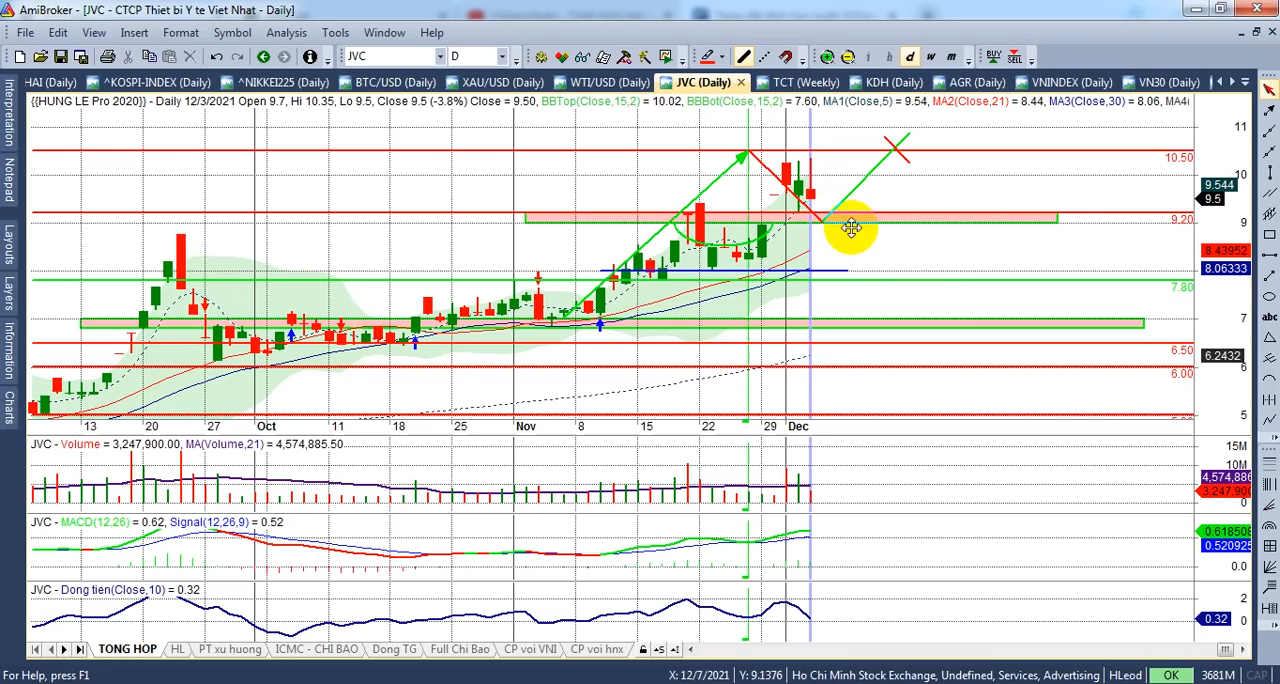 AmiBroker - [JVC - CTCP Thiet bi Y te Viet Nhat - Daily]
File Edit View Insert Format Symbol Analysis Tools Window Help
JVC D i h d w m BUY SELL
HAI (Daily) ^KOSPI-INDEX (Daily) ^NIKKEI225 (Daily) BTC/USD (Daily) XAU/USD (Daily) WTI/USD (Daily) JVC (Daily) TCT (Weekly) KDH (Daily) AGR (Daily) VNINDEX (Daily) VN30 (Daily)
{{HUNG LE Pro 2020}} - Daily 12/3/2021 Open 9.7, Hi 10.35, Lo 9.5, Close 9.5 (-3.8%) Close = 9.50, BBTop(Close,15,2) = 10.02, BBBot(Close,15,2) = 7.60, MA1(Close,5) = 9.54, MA2(Close,21) = 8.44, MA3(Close,30) = 8.06, MA4(
Interpretation
Notepad
Layouts
Layers
Information
Charts
abc
11
10.50
10
9.544
9.5
9.20
9
8.43952
8.06333
7.80
7
6.50
6.2432
6
6.00
5
13 20 27 Oct 11 18 25 Nov 8 15 22 29 Dec
JVC - Volume = 3,247,900.00, MA(Volume,21) = 4,574,885.50
15M
10M
4,574,886
3,247,900
JVC - MACD(12,26) = 0.62, Signal(12,26,9) = 0.52
0.618508
0.520925
0.0
JVC - Dong tien(Close,10) = 0.32
2
0.32
0
TONG HOP HL PT xu huong ICMC - CHI BAO Dong TG Full Chi Bao CP voi VNI CP voi hnx
For Help, press F1 X: 12/7/2021 Y: 9.1376 Ho Chi Minh Stock Exchange, Undefined, Services, Advertising HLeod OK 3681M CAP